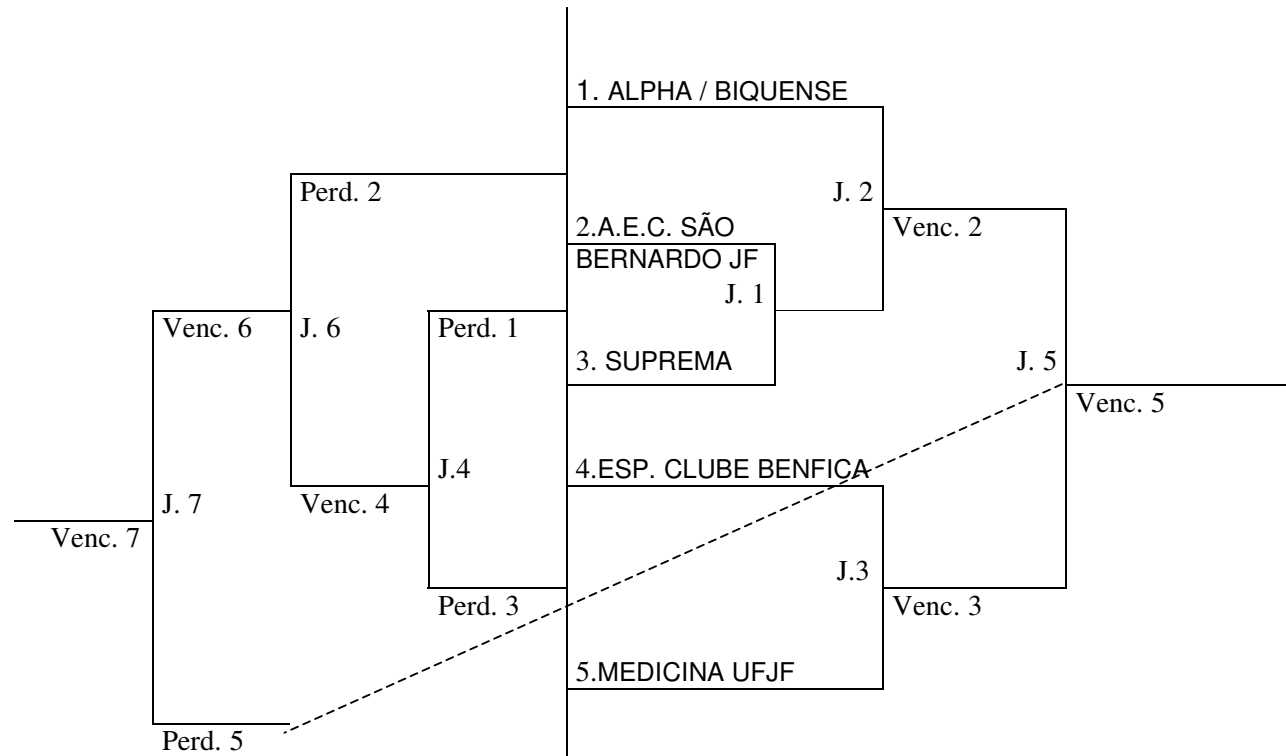 1. ALPHA / BIQUENSE
Perd. 2
J. 2
2.A.E.C. SÃO
BERNARDO JF
Venc. 2
J. 1
Venc. 6
J. 6
Perd. 1
3. SUPREMA
J. 5
Venc. 5
J.4
4.ESP. CLUBE BENFICA
J. 7
Venc. 4
Venc. 7
J.3
Perd. 3
Venc. 3
5.MEDICINA UFJF
Perd. 5